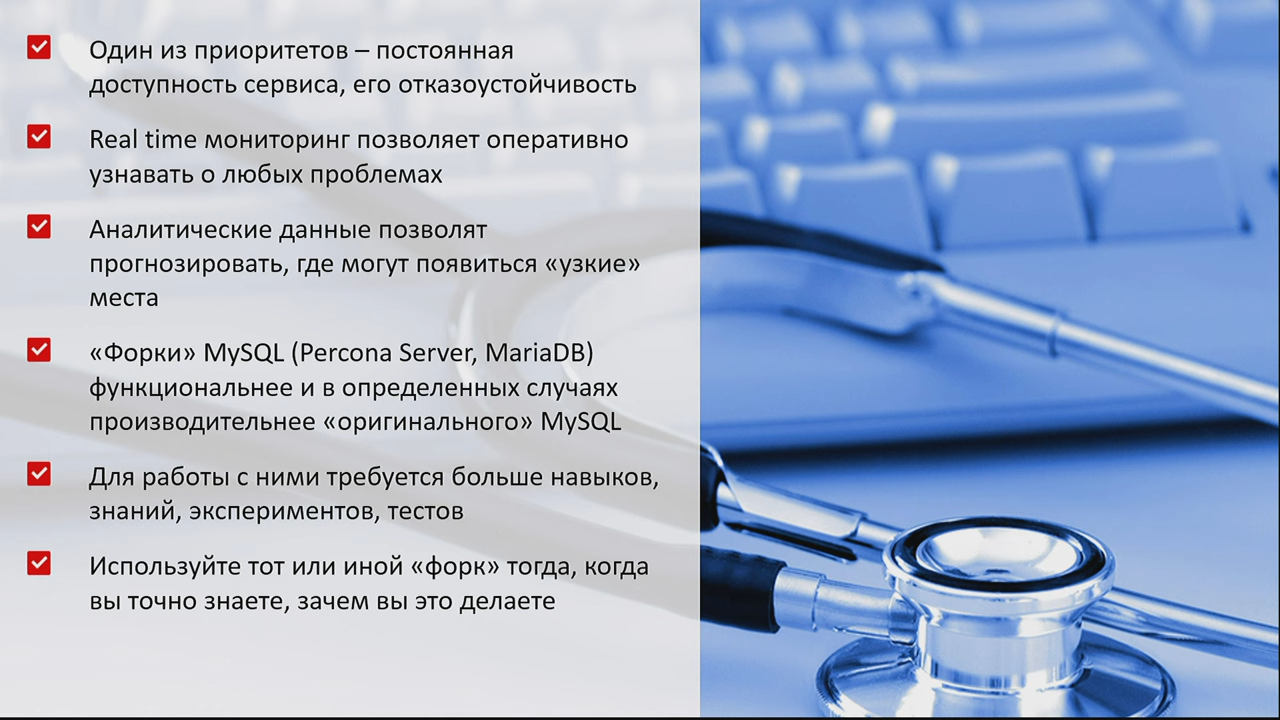 Один из приоритетов – постоянная
доступность сервиса, его отказоустойчивость
Real time мониторинг позволяет оперативно
узнавать о любых проблемах
Аналитические данные позволят
прогнозировать, где могут появиться «узкие»
места
«Форки» MySQL (Percona Server, MariaDB)
функциональнее и в определенных случаях
производительнее «оригинального» MySQL
Для работы с ними требуется больше навыков,
знаний, экспериментов, тестов
Используйте тот или иной «форк» тогда, когда
вы точно знаете, зачем вы это делаете